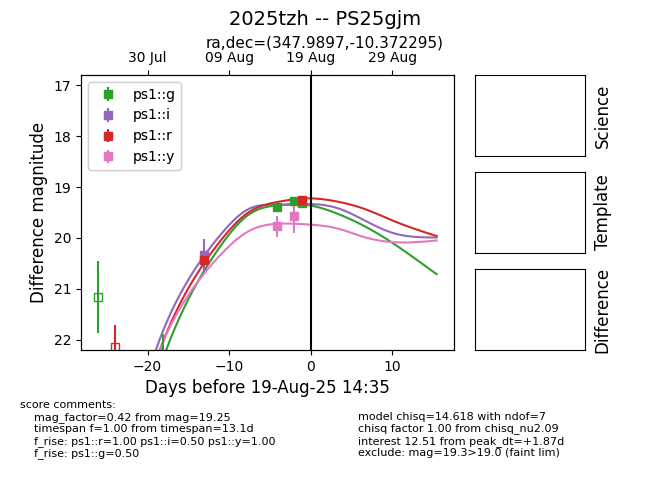 2025tzh -- PS25gjm
ra,dec=(347.9897,-10.372295)
30 Jul 09 Aug 19 Aug 29 Aug
ps1::g
ps1::i
ps1::r
ps1::y
17
18
19
20
21
22
Difference magnitude
−20 −10 0 10
Days before 19-Aug-25 14:35
Science
Template
Difference
score comments:
mag_factor=0.42 from mag=19.25
timespan f=1.00 from timespan=13.1d
f_rise: ps1::r=1.00 ps1::i=0.50 ps1::y=1.00
f_rise: ps1::g=0.50
model chisq=14.618 with ndof=7
chisq factor 1.00 from chisq_nu2.09
interest 12.51 from peak_dt=+1.87d
exclude: mag=19.3>19.0 (faint lim)